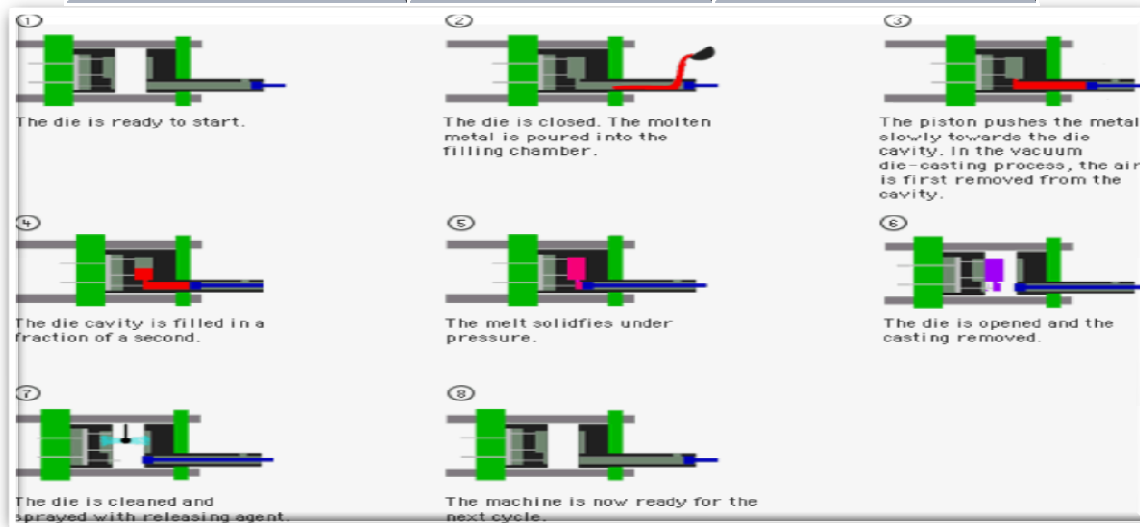 1
The die is ready to start.
2
The die is closed. The molten
metal is poured into the
filling chamber.
3
The piston pushes the metal
slowly towards the die
cavity. In the vacuum
die-casting process, the air
is first removed from the
cavity.
4
The die cavity is filled in a
fraction of a second.
5
The melt solidfies under
pressure.
6
The die is opened and the
casting removed.
7
The die is cleaned and
sprayed with releasing agent.
8
The machine is now ready for the
next cycle.